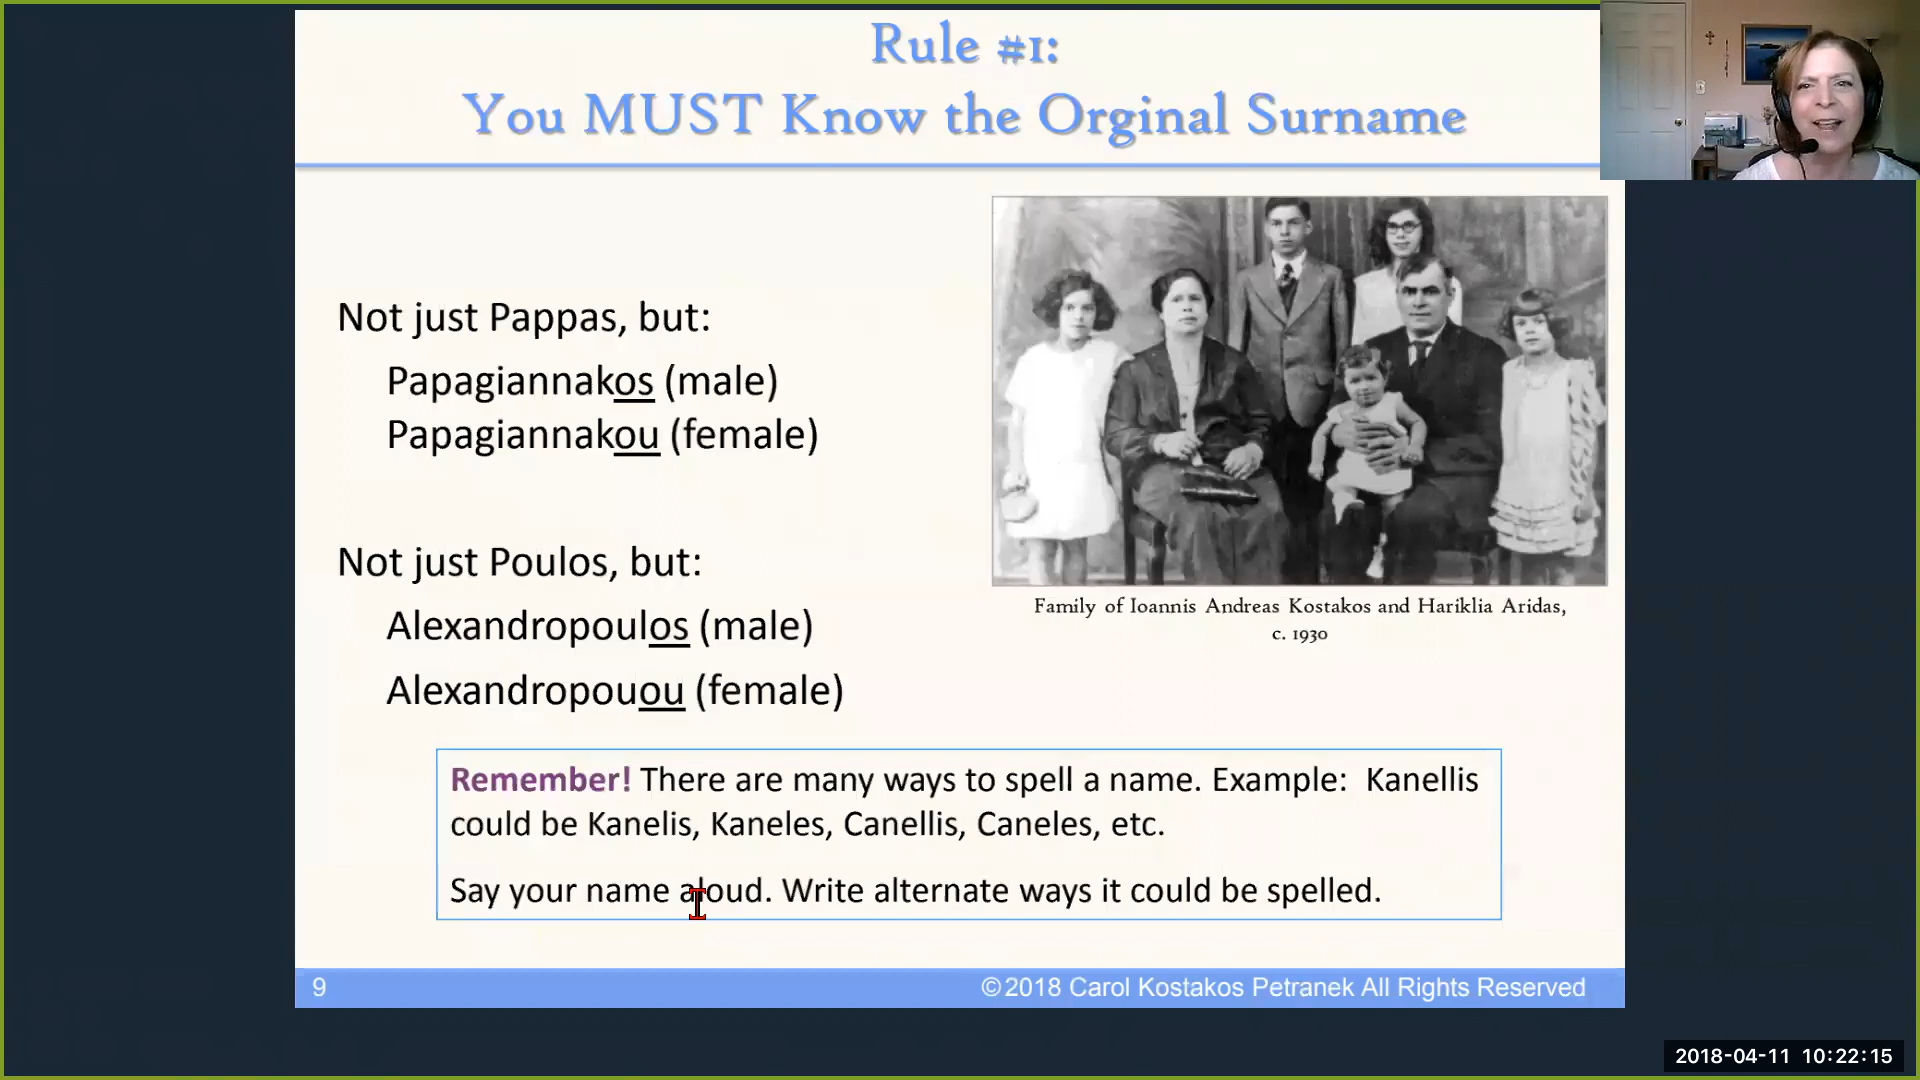 Rule #1:
You MUST Know the Orginal Surname
Not just Pappas, but:
Papagiannakos (male)
Papagiannakou (female)
Not just Poulos, but:
Alexandropoulos (male)
Alexandropouou (female)
Family of Ioannis Andreas Kostakos and Hariklia Aridas,
c. 1930
Remember! There are many ways to spell a name. Example: Kanellis
could be Kanelis, Kaneles, Canellis, Caneles, etc.
Say your name aloud. Write alternate ways it could be spelled.
9
©2018 Carol Kostakos Petranek All Rights Reserved
2018-04-11 10:22:15